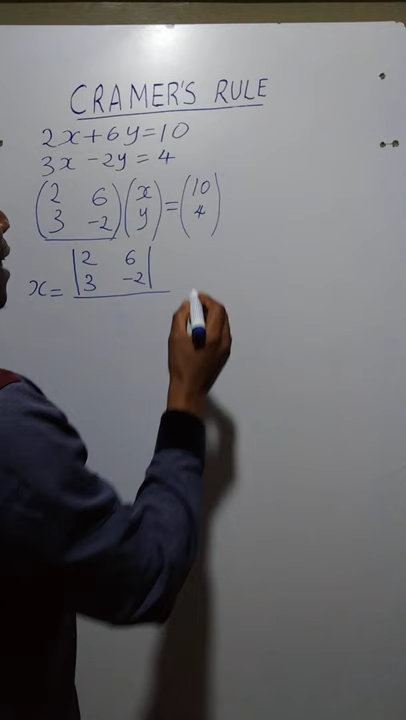 CRAMER'S RULE
2x+6y=10
3x-2y=4
(2 6
3 -2)(x
y)=(10
4)
x= |2 6
3 -2|